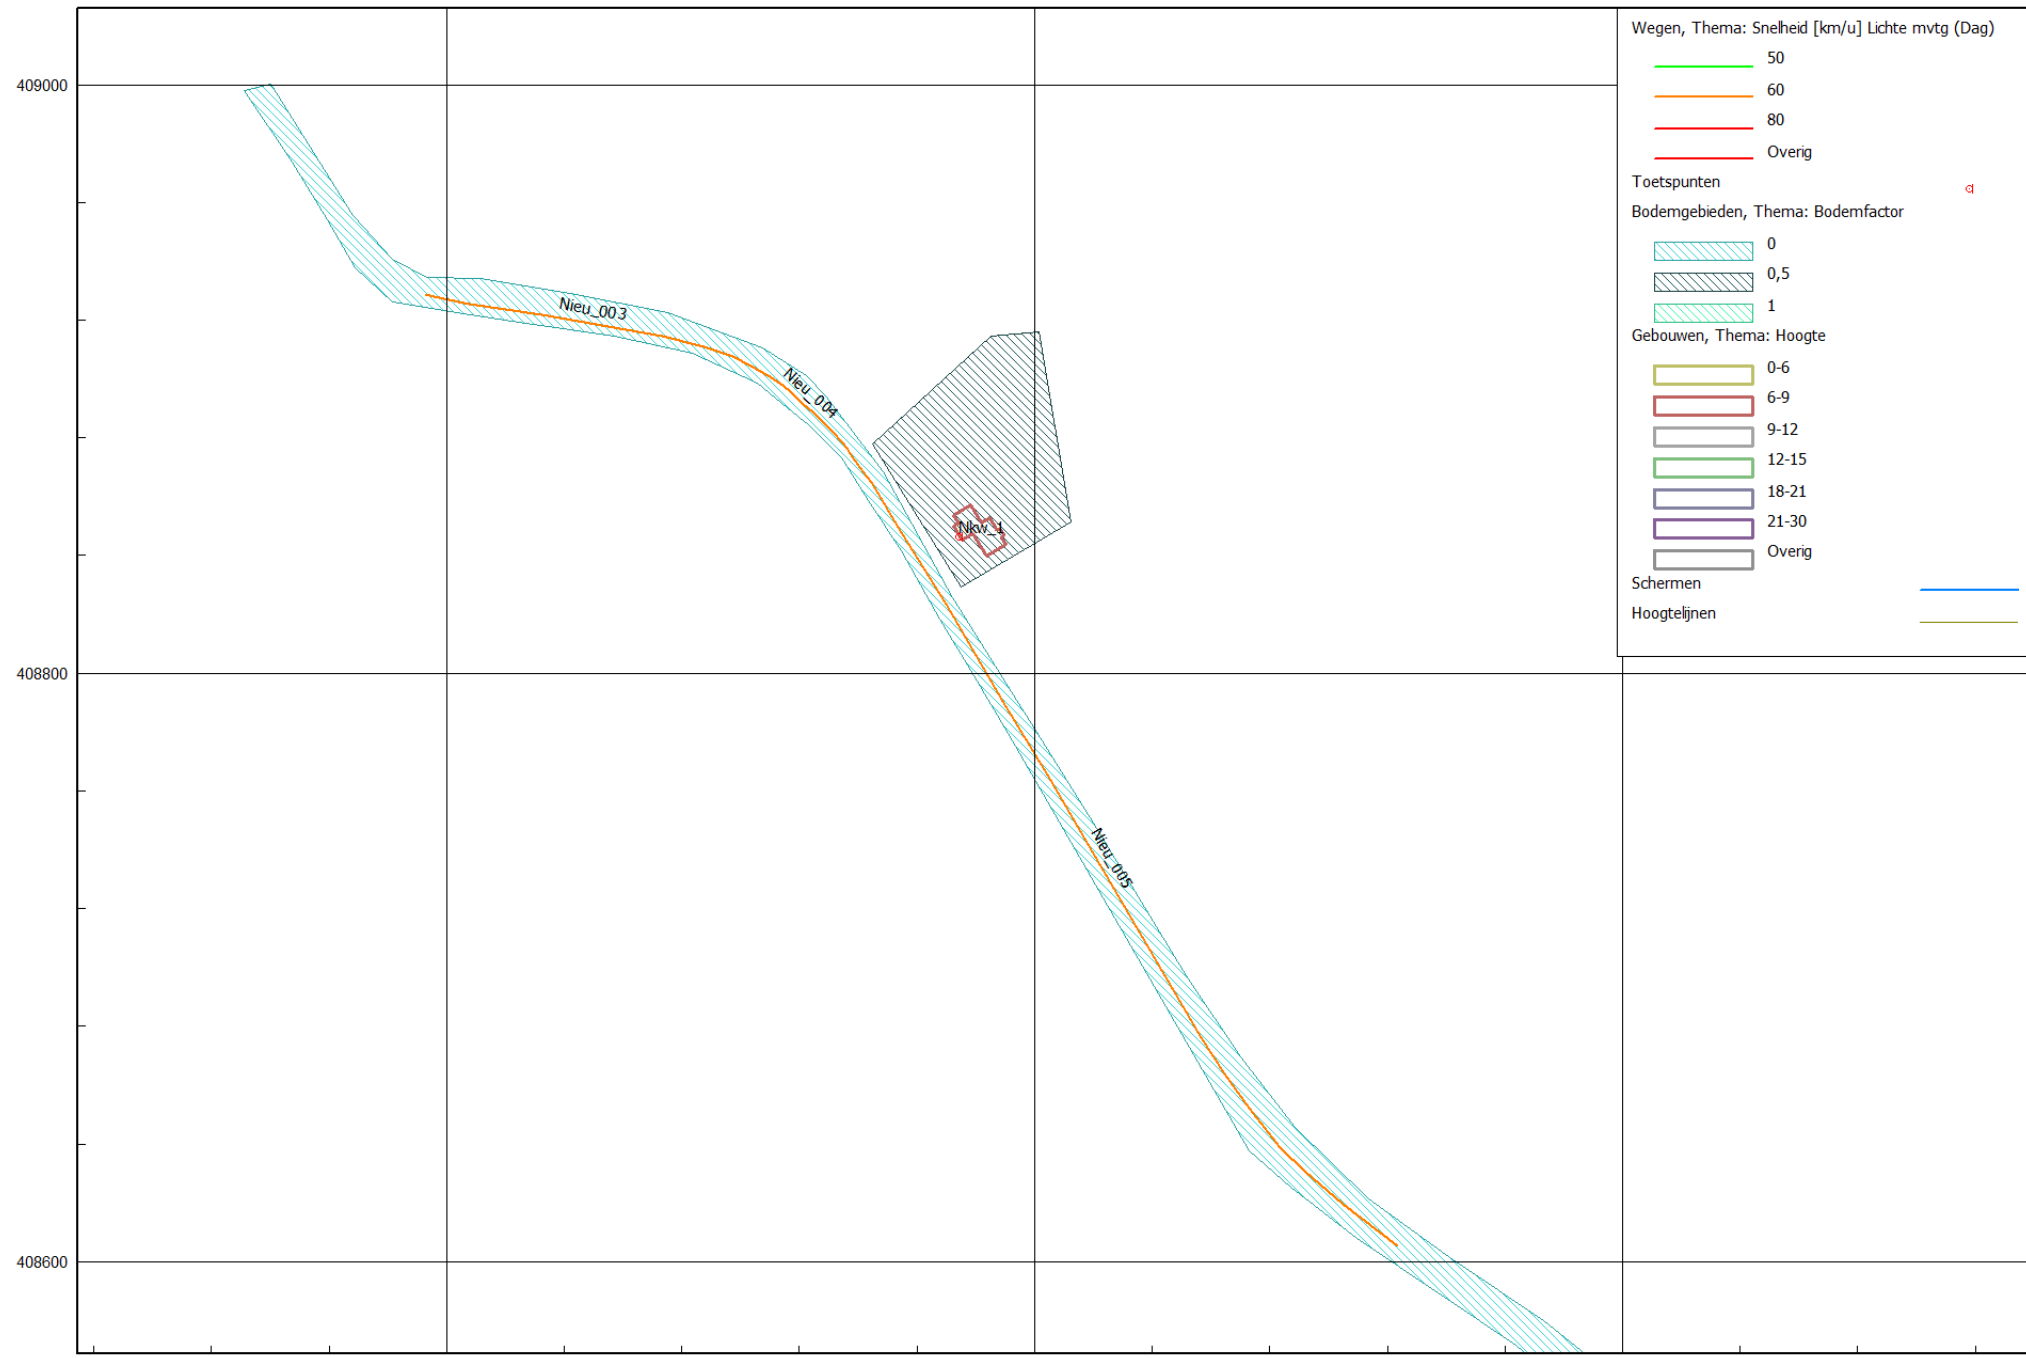 409000
408800
408600
Nieu_003
Nieu_004
Nkw_1
Nieu_005
Wegen, Thema: Snelheid [km/u] Lichte mvtg (Dag)
50
60
80
Overig
Toetspunten
Bodemgebieden, Thema: Bodemfactor
0
0,5
1
Gebouwen, Thema: Hoogte
0-6
6-9
9-12
12-15
18-21
21-30
Overig
Schermen
Hoogtelijnen